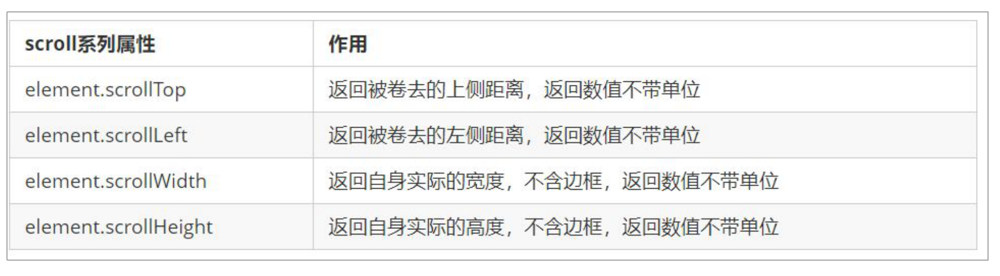 scroll系列属性 作用
element.scrollTop 返回被卷去的上侧距离，返回数值不带单位
element.scrollLeft 返回被卷去的左侧距离，返回数值不带单位
element.scrollWidth 返回自身实际的宽度，不含边框，返回数值不带单位
element.scrollHeight 返回自身实际的高度，不含边框，返回数值不带单位